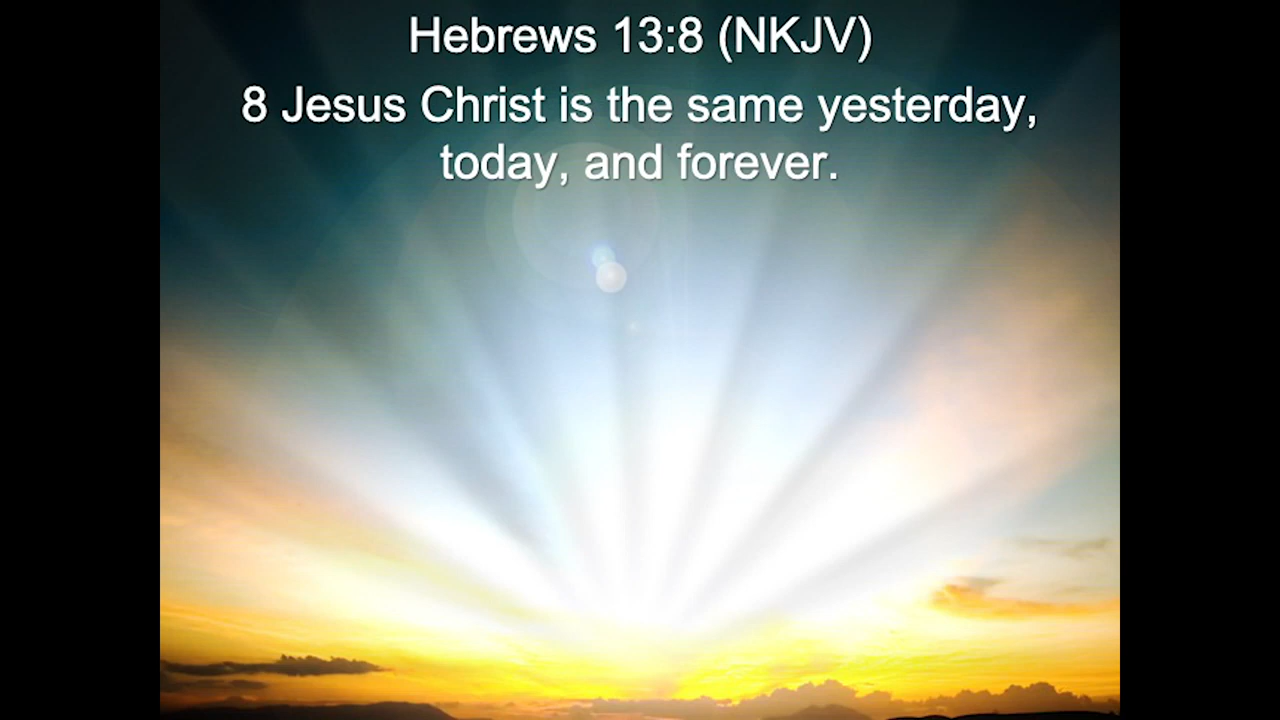 Hebrews 13:8 (NKJV)
8 Jesus Christ is the same yesterday,
today, and forever.